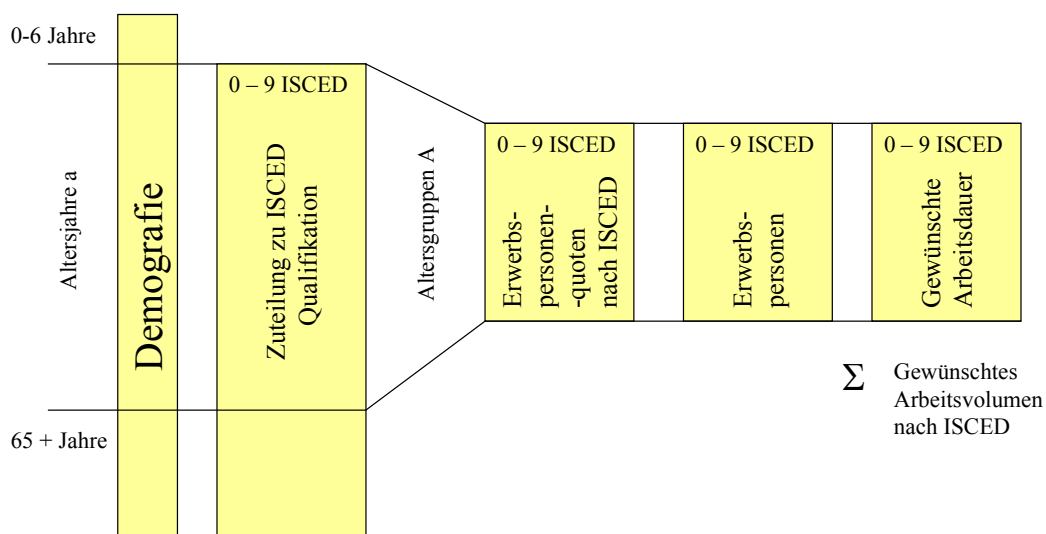 0-6 Jahre
Altersjahre a
65 + Jahre
Demografie
0 – 9 ISCED
Zuteilung zu ISCED
Qualifikation
Altersgruppen A
0 – 9 ISCED
Erwerbs-
personen-
-quoten
nach ISCED
0 – 9 ISCED
Erwerbs-
personen
0 – 9 ISCED
Gewünschte
Arbeitsdauer
Σ Gewünschtes
Arbeitsvolumen
nach ISCED